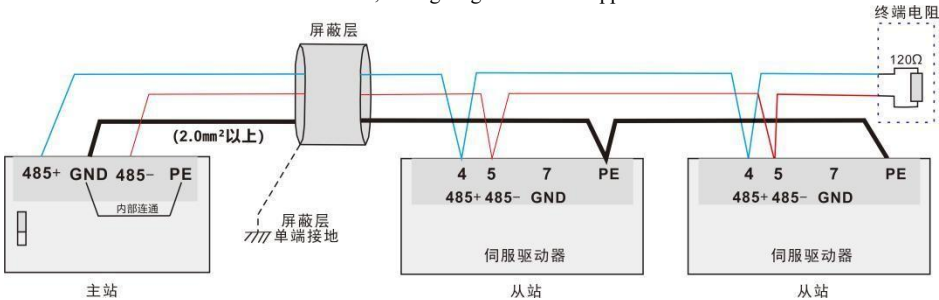 终端电阻
屏蔽层
120Ω
(2.0mm²以上)
485+ GND 485- PE
内部连通
4 5 7 PE
485+ 485- GND
4 5 7 PE
485+ 485- GND
屏蔽层
单端接地
伺服驱动器
伺服驱动器
主站
从站
从站